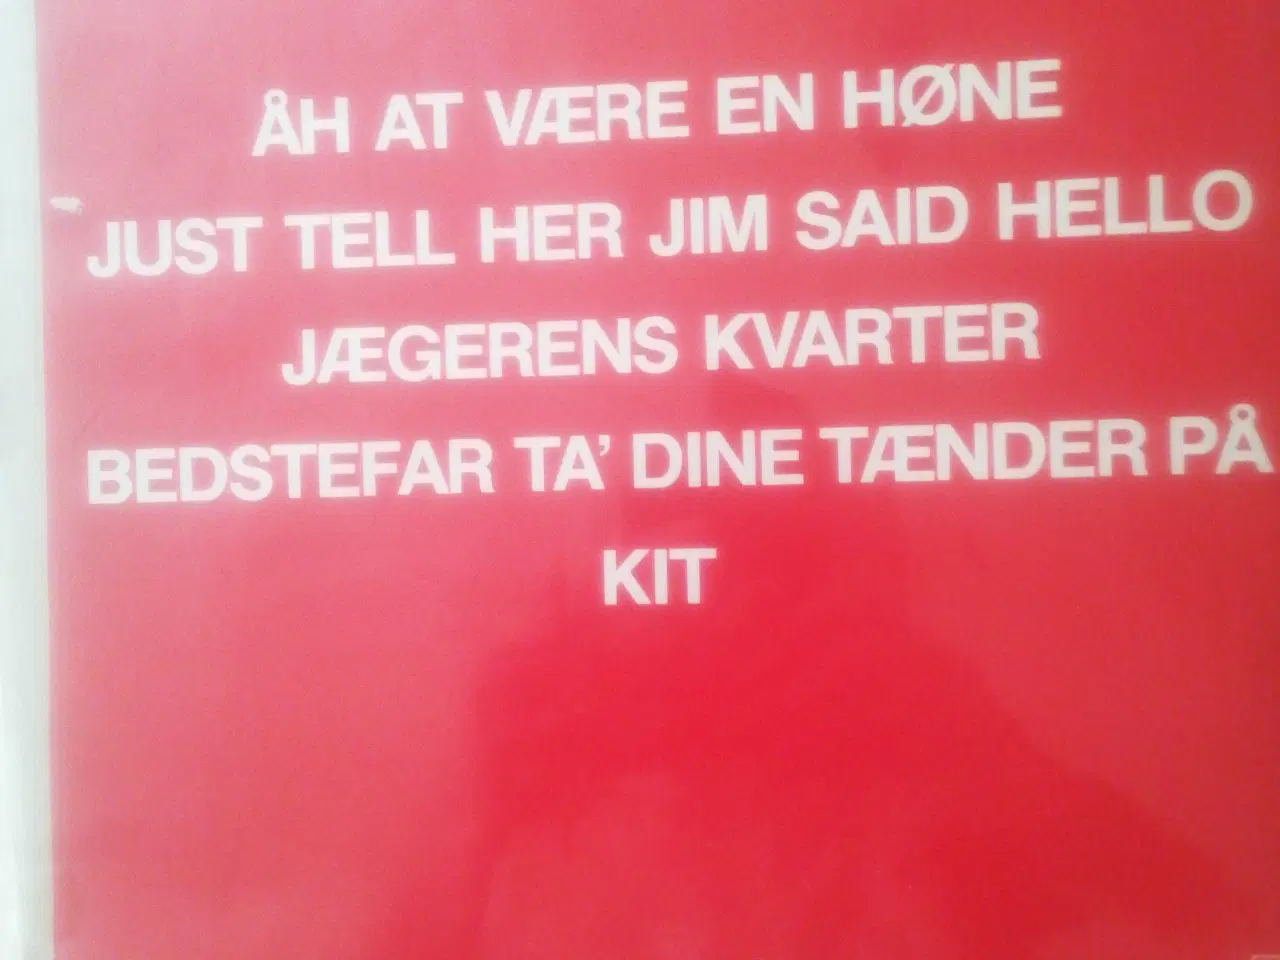 ÅH AT VÆRE EN HØNE
JUST TELL HER JIM SAID HELLO
JÆGERENS KVARTER
BEDSTEFAR TA' DINE TÆNDER PÅ
KIT